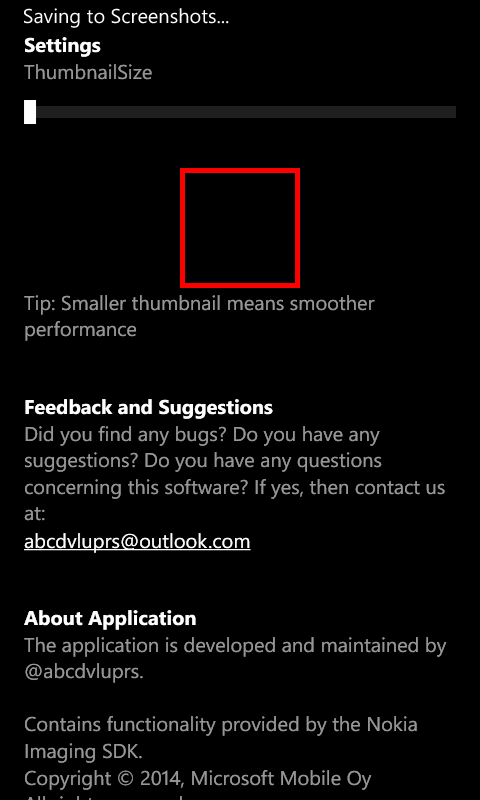 Saving to Screenshots...
Settings
ThumbnailSize
Tip: Smaller thumbnail means smoother
performance
Feedback and Suggestions
Did you find any bugs? Do you have any
suggestions? Do you have any questions
concerning this software? If yes, then contact us
at:
abcdvluprs@outlook.com
About Application
The application is developed and maintained by
@abcdvluprs.
Contains functionality provided by the Nokia
Imaging SDK.
Copyright © 2014, Microsoft Mobile Oy